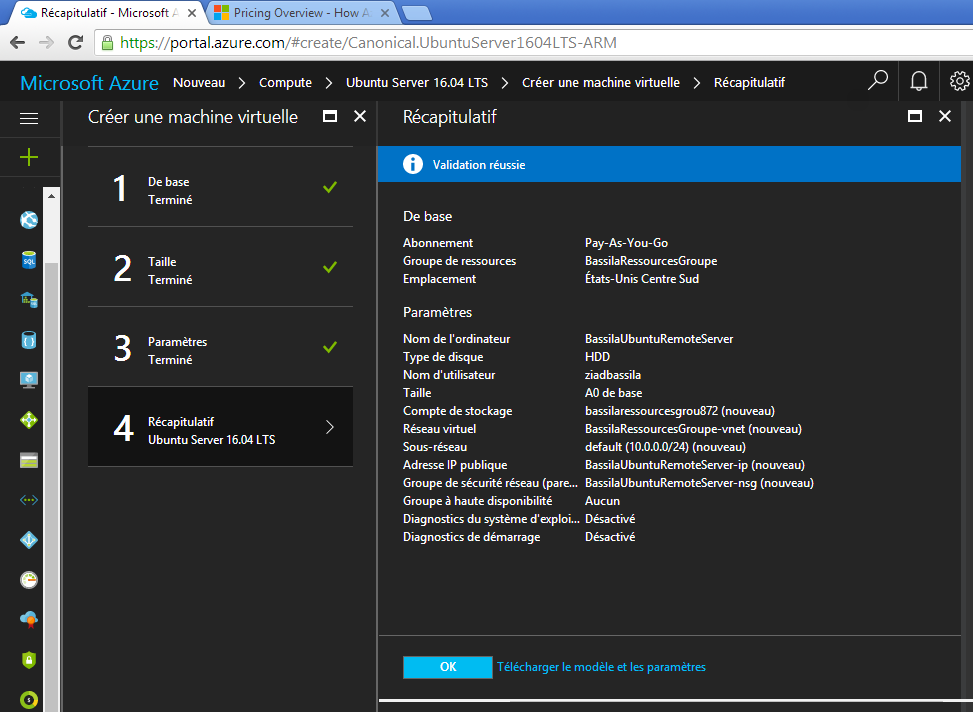 Récapitulatif - Microsoft A
Pricing Overview - How A
https://portal.azure.com/#create/Canonical.UbuntuServer1604LTS-ARM
Microsoft Azure Nouveau > Compute > Ubuntu Server 16.04 LTS > Créer une machine virtuelle > Récapitulatif
Créer une machine virtuelle
1 De base
Terminé
2 Taille
Terminé
3 Paramètres
Terminé
4 Récapitulatif
Ubuntu Server 16.04 LTS
Récapitulatif
Validation réussie
De base
Abonnement Pay-As-You-Go
Groupe de ressources BassilaRessourcesGroupe
Emplacement États-Unis Centre Sud
Paramètres
Nom de l'ordinateur BassilaUbuntuRemoteServer
Type de disque HDD
Nom d'utilisateur ziadbassila
Taille A0 de base
Compte de stockage bassilaressourcesgrou872 (nouveau)
Réseau virtuel BassilaRessourcesGroupe-vnet (nouveau)
Sous-réseau default (10.0.0.0/24) (nouveau)
Adresse IP publique BassilaUbuntuRemoteServer-ip (nouveau)
Groupe de sécurité réseau (pare... BassilaUbuntuRemoteServer-nsg (nouveau)
Groupe à haute disponibilité Aucun
Diagnostics du système d'exploi... Désactivé
Diagnostics de démarrage Désactivé
OK Télécharger le modèle et les paramètres
SQL